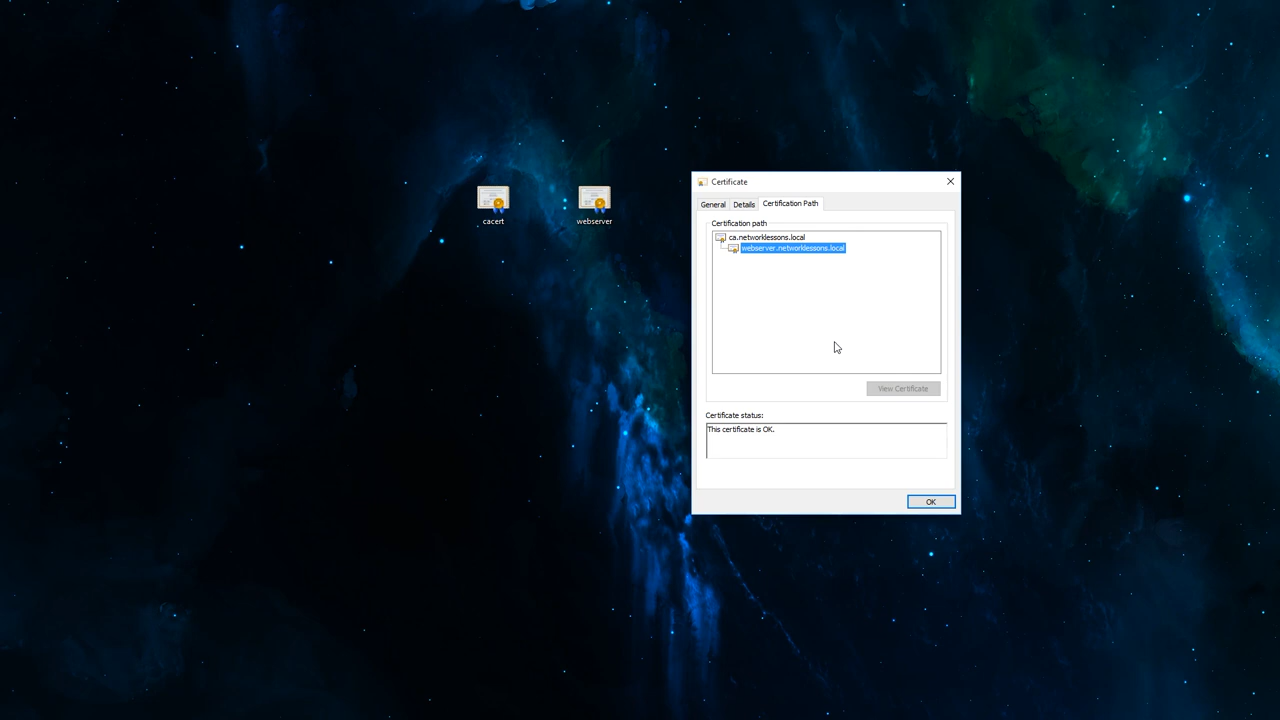 cacert
webserver
Certificate
General
Details
Certification Path
Certification path
ca.networklessons.local
webserver.networklessons.local
View Certificate
Certificate status:
This certificate is OK.
OK